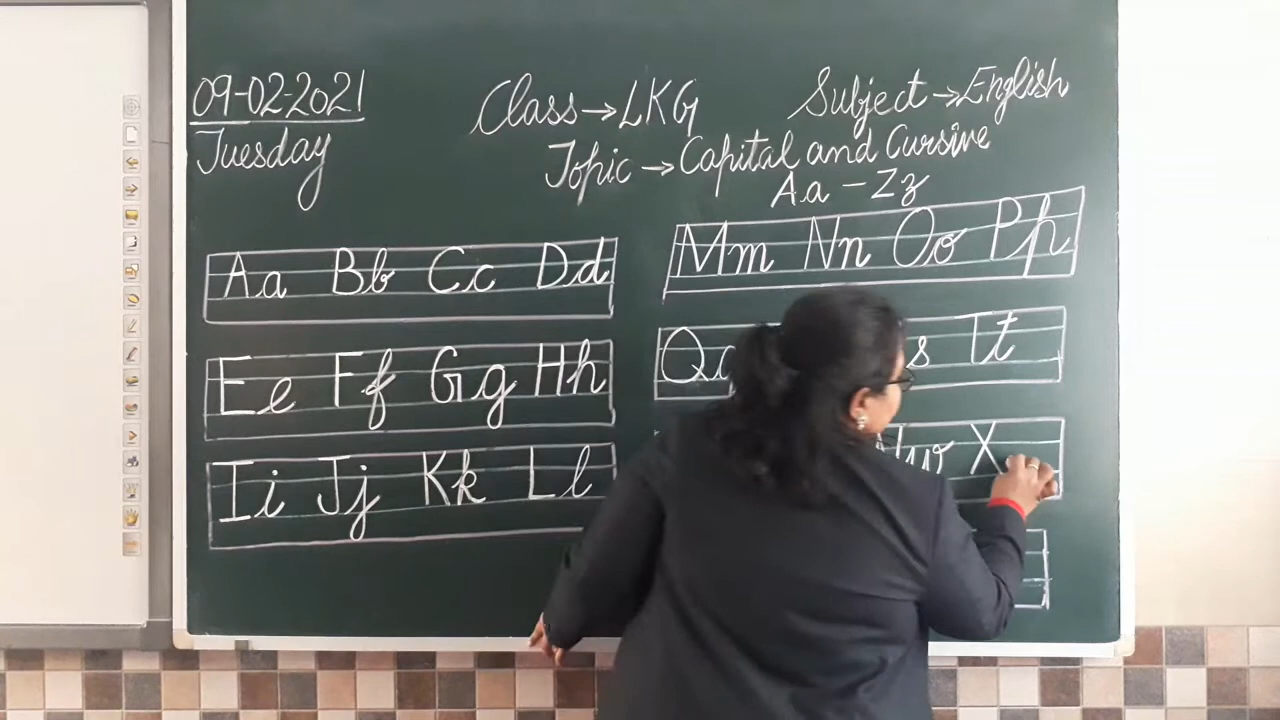 09-02-2021
Tuesday
Class → LKG
Subject → English
Topic → Capital and Cursive
Aa - Zz
Aa Bb Cc Dd
Ee Ff Gg Hh
Ii Jj Kk Ll
Mm Nn Oo Pp
Q s Tt
w X